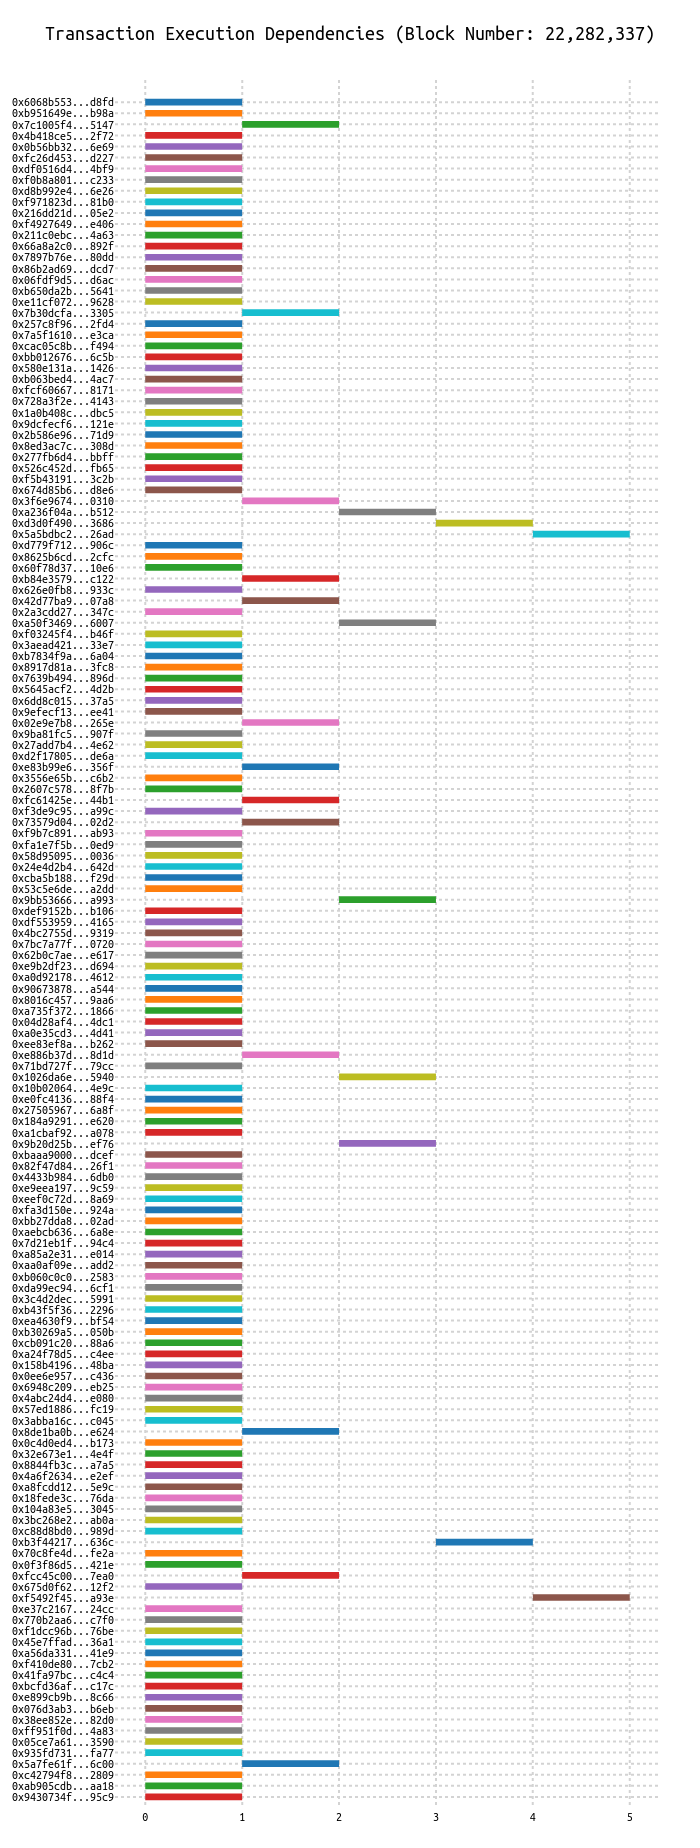 Transaction Execution Dependencies (Block Number: 22,282,337)
0x6068b553...d8fd
0xb951649e...b98a
0x7c1005f4...5147
0x4b418ce5...2f72
0x0b56bb32...6e69
0xfc26d453...d227
0xdf0516d4...4bf9
0xf0b8a801...c233
0xd8b992e4...6e26
0xf971823d...81b0
0x216dd21d...05e2
0xf4927649...e406
0x211c0ebc...4a63
0x66a8a2c0...892f
0x7897b76e...80dd
0x86b2ad69...dcd7
0x06fdf9d5...d6ac
0xb650da2b...5641
0xe11cf072...9628
0x7b30dcfa...3305
0x257c8f96...2fd4
0x7a5f1610...e3ca
0xcac05c8b...f494
0xbb012676...6c5b
0x580e131a...1426
0xb063bed4...4ac7
0xfcf60667...8171
0x728a3f2e...4143
0x1a0b408c...dbc5
0x9dcfecf6...121e
0x2b586e96...71d9
0x8ed3ac7c...308d
0x277fb6d4...bbff
0x526c452d...fb65
0xf5b43191...3c2b
0x674d85b6...d8e6
0x3f6e9674...0310
0xa236f04a...b512
0xd3d0f490...3686
0x5a5bdbc2...26ad
0xd779f712...906c
0x8625b6cd...2cfc
0x60f78d37...10e6
0xb84e3579...c122
0x626e0fb8...933c
0x42d77ba9...07a8
0x2a3cdd27...347c
0xa50f3469...6007
0xf03245f4...b46f
0x3aead421...33e7
0xb7834f9a...6a04
0x8917d81a...3fc8
0x7639b494...896d
0x5645acf2...4d2b
0x6dd8c015...37a5
0x9efecf13...ee41
0x02e9e7b8...265e
0x9ba81fc5...907f
0x27add7b4...4e62
0xd2f17805...de6a
0xe83b99e6...356f
0x3556e65b...c6b2
0x2607c578...8f7b
0xfc61425e...44b1
0xf3de9c95...a99c
0x73579d04...02d2
0xf9b7c891...ab93
0xfa1e7f5b...0ed9
0x58d95095...0036
0x24e4d2b4...642d
0xcba5b188...f29d
0x53c5e6de...a2dd
0x9bb53666...a993
0xdef9152b...b106
0xdf553959...4165
0x4bc2755d...9319
0x7bc7a77f...0720
0x62b0c7ae...e617
0xe9b2df23...d694
0xa0d92178...4612
0x90673878...a544
0x8016c457...9aa6
0xa735f372...1866
0x04d28af4...4dc1
0xa0e35cd3...4d41
0xee83ef8a...b262
0xe886b37d...8d1d
0x71bd727f...79cc
0x1026da6e...5940
0x10b02064...4e9c
0xe0fc4136...88f4
0x27505967...6a8f
0x184a9291...e620
0xa1cbaf92...a078
0x9b20d25b...ef76
0xbaaa9000...dcef
0x82f47d84...26f1
0x4433b984...6db0
0xe9eea197...9c59
0xeef0c72d...8a69
0xfa3d150e...924a
0xbb27dda8...02ad
0xaebcb636...6a8e
0x7d21eb1f...94c4
0xa85a2e31...e014
0xaa0af09e...add2
0xb060c0c0...2583
0xda99ec94...6cf1
0x3c4d2dec...5991
0xb43f5f36...2296
0xea4630f9...bf54
0xb30269a5...050b
0xcb091c20...88a6
0xa24f78d5...c4ee
0x158b4196...48ba
0x0ee6e957...c436
0x6948c209...eb25
0x4abc24d4...e080
0x57ed1886...fc19
0x3abba16c...c045
0x8de1ba0b...e624
0x0c4d0ed4...b173
0x32e673e1...4e4f
0x8844fb3c...a7a5
0x4a6f2634...e2ef
0xa8fcdd12...5e9c
0x18fede3c...76da
0x104a83e5...3045
0x3bc268e2...ab0a
0xc88d8bd0...989d
0xb3f44217...636c
0x70c8fe4d...fe2a
0x0f3f86d5...421e
0xfcc45c00...7ea0
0x675d0f62...12f2
0xf5492f45...a93e
0xe37c2167...24cc
0x770b2aa6...c7f0
0xf1dcc96b...76be
0x45e7ffad...36a1
0xa56da331...41e9
0xf410de80...7cb2
0x41fa97bc...c4c4
0xbcfd36af...c17c
0xe899cb9b...8c66
0x076d3ab3...b6eb
0x38ee852e...82d0
0xff951f0d...4a83
0x05ce7a61...3590
0x935fd731...fa77
0x5a7fe61f...6c00
0xc42794f8...2809
0xab905cdb...aa18
0x9430734f...95c9
0 1 2 3 4 5